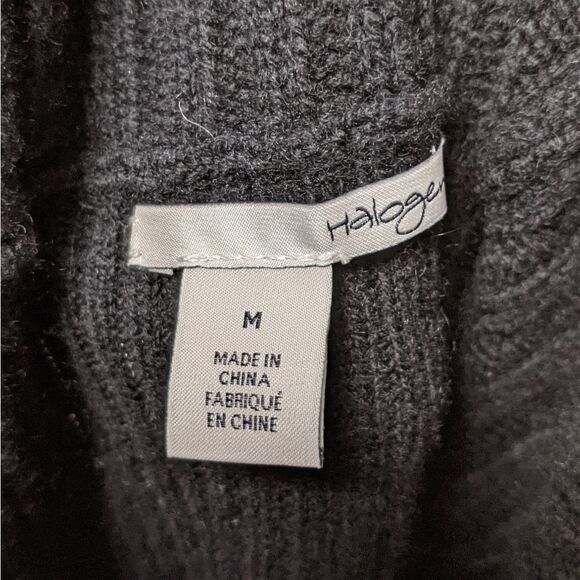 Halogen
M
MADE IN
CHINA
FABRIQUÉ
EN CHINE